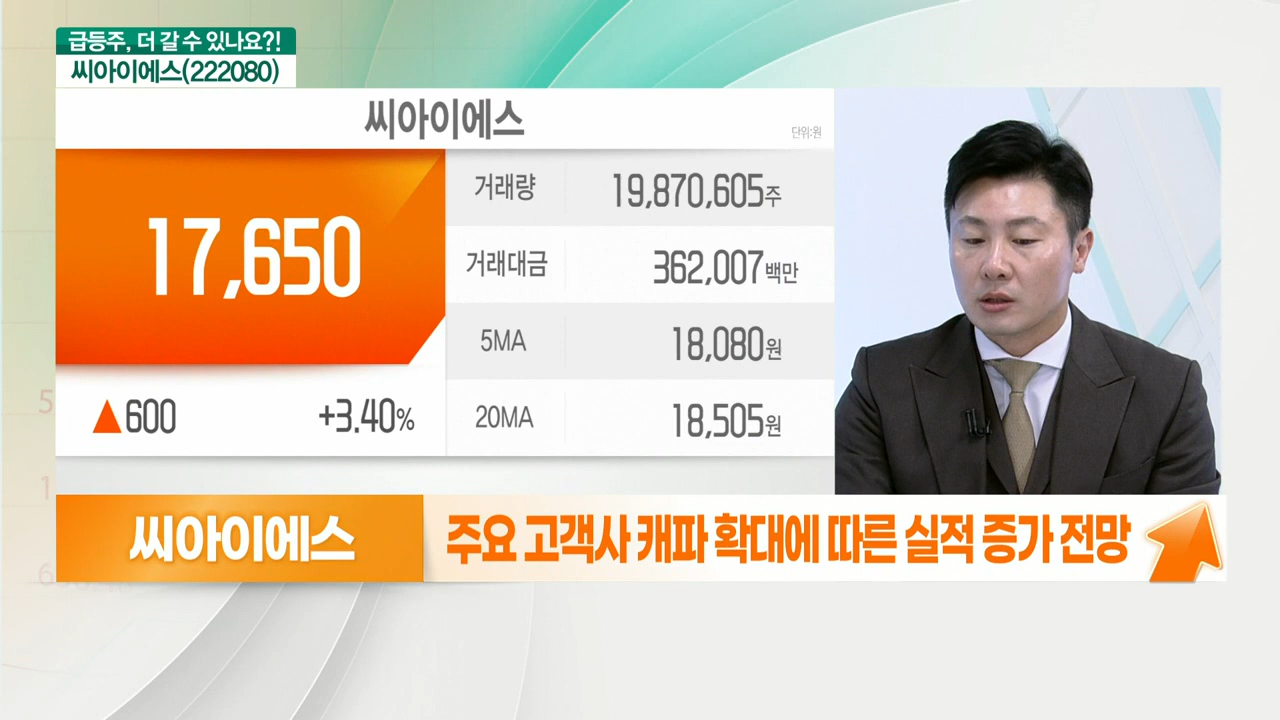 급등주, 더 갈 수 있나요?!
씨아이에스(222080)
씨아이에스
단위:원
17,650
▲600 +3.40%
거래량 19,870,605주
거래대금 362,007백만
5MA 18,080원
20MA 18,505원
씨아이에스
주요 고객사 캐파 확대에 따른 실적 증가 전망